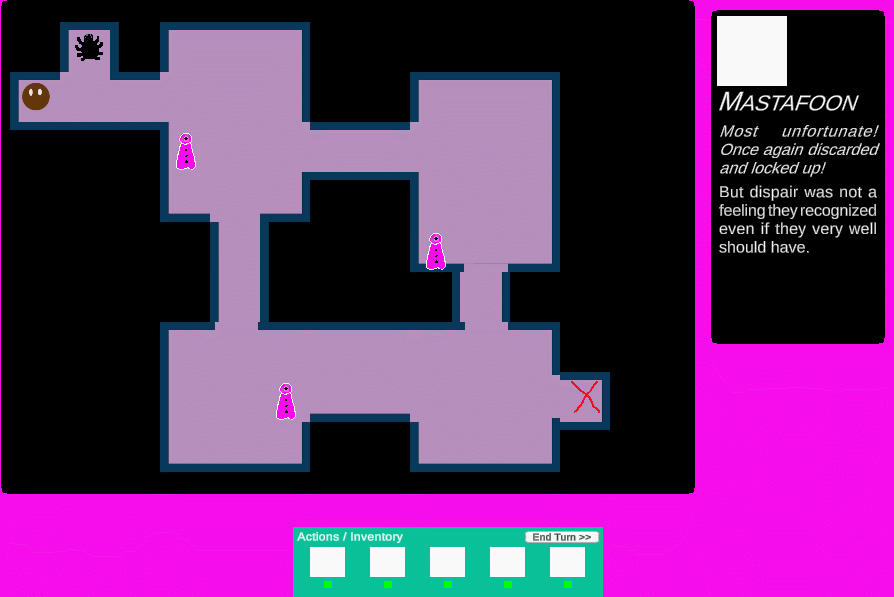 MASTAFOON
Most unfortunate!
Once again discarded
and locked up!
But dispair was not a
feeling they recognized
even if they very well
should have.
Actions / Inventory
End Turn >>